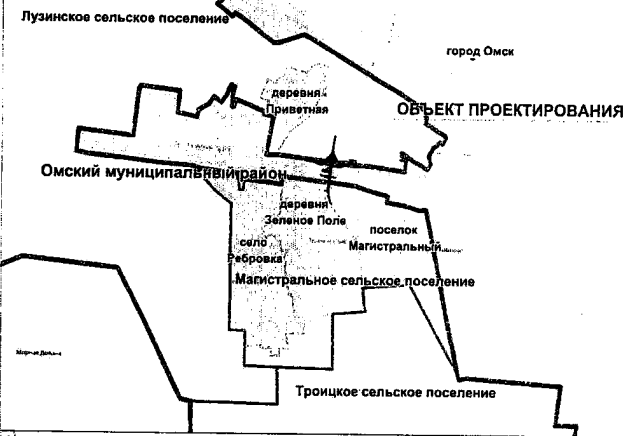 Лузинское сельское поселение
город Омск
деревня
Приветная
ОБЪЕКТ ПРОЕКТИРОВАНИЯ
Омский муниципальный район
деревня
Зеленое Поле
поселок
Магистральный
село
Ребровка
Магистральное сельское поселение
Троицкое сельское поселение